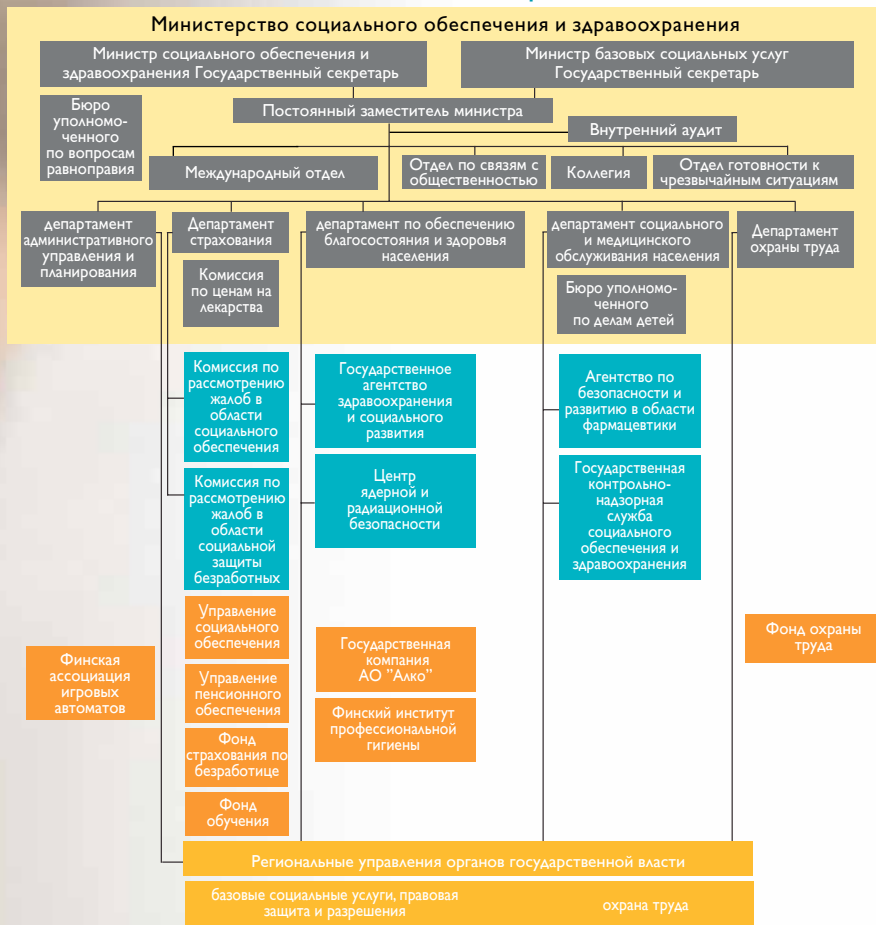 Министерство социального обеспечения и здравоохранения
Министр социального обеспечения и
здравоохранения Государственный секретарь
Министр базовых социальных услуг
Государственный секретарь
Бюро
уполномо-
ченного
по вопросам
равноправия
Постоянный заместитель министра
Внутренний аудит
Международный отдел
Отдел по связям с
общественностью
Коллегия
Отдел готовности к
чрезвычайным ситуациям
департамент
административного
управления и
планирования
Департамент
страхования
департамент по обеспечению
благосостояния и здоровья
населения
департамент социального
и медицинского
обслуживания населения
Департамент
охраны труда
Комиссия
по ценам на
лекарства
Бюро уполномо-
ченного
по делам детей
Комиссия по
рассмотрению
жалоб в
области
социального
обеспечения
Государственное
агентство
здравоохранения
и социального
развития
Агентство по
безопасности и
развитию в области
фармацевтики
Комиссия по
рассмотрению
жалоб в
области
социальной
защиты
безработных
Центр
ядерной и
радиационной
безопасности
Государственная
контрольно-
надзорная
служба
социального
обеспечения и
здравоохранения
Управление
социального
обеспечения
Финская
ассоциация
игровых
автоматов
Управление
пенсионного
обеспечения
Государственная
компания
АО "Алко"
Фонд охраны
труда
Финский институт
профессиональной
гигиены
Фонд
страхования по
безработице
Фонд
обучения
Региональные управления органов государственной власти
базовые социальные услуги, правовая
защита и разрешения
охрана труда